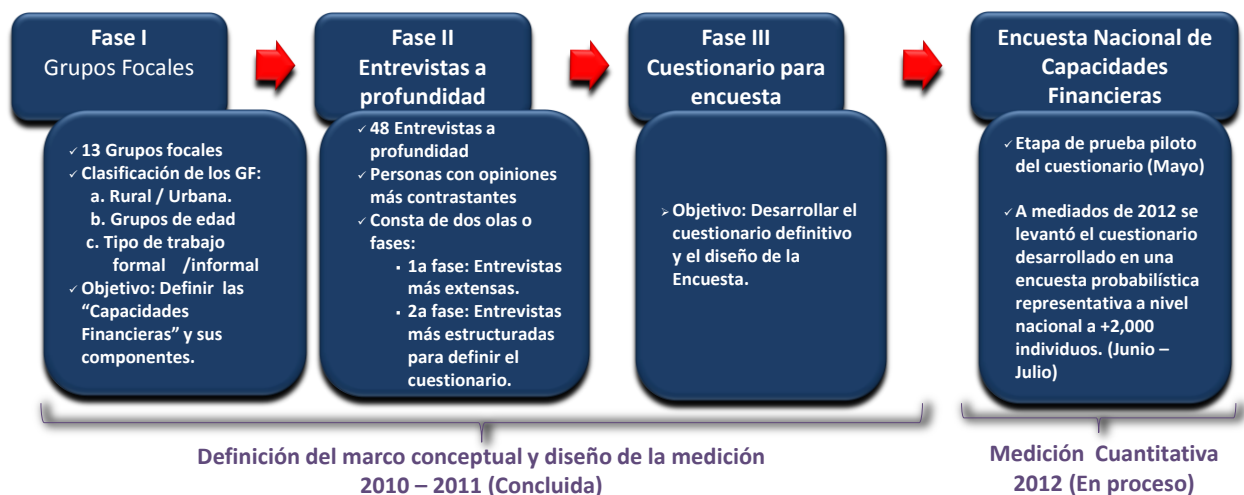 Fase I
Grupos Focales
✓ 13 Grupos focales
✓ Clasificación de los GF:
a. Rural / Urbana.
b. Grupos de edad
c. Tipo de trabajo
formal /informal
✓ Objetivo: Definir las
“Capacidades
Financieras” y sus
componentes.
Fase II
Entrevistas a
profundidad
✓ 48 Entrevistas a
profundidad
✓ Personas con opiniones
más contrastantes
✓ Consta de dos olas o
fases:
▪ 1a fase: Entrevistas
más extensas.
▪ 2a fase: Entrevistas
más estructuradas
para definir el
cuestionario.
Fase III
Cuestionario para
encuesta
➢ Objetivo: Desarrollar el
cuestionario definitivo
y el diseño de la
Encuesta.
Encuesta Nacional de
Capacidades
Financieras
✓ Etapa de prueba piloto
del cuestionario (Mayo)
✓ A mediados de 2012 se
levantó el cuestionario
desarrollado en una
encuesta probabilística
representativa a nivel
nacional a +2,000
individuos. (Junio –
Julio)
Definición del marco conceptual y diseño de la medición
2010 – 2011 (Concluida)
Medición Cuantitativa
2012 (En proceso)